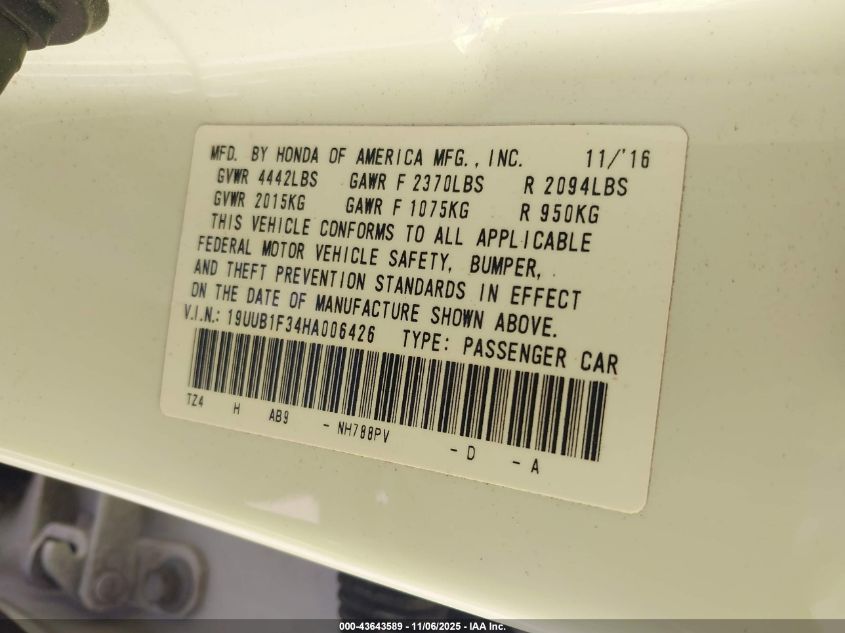 MFD. BY HONDA OF AMERICA MFG., INC. 11/'16
GVWR 4442LBS GAWR F 2370LBS R 2094LBS
GVWR 2015KG GAWR F 1075KG R 950KG
THIS VEHICLE CONFORMS TO ALL APPLICABLE
FEDERAL MOTOR VEHICLE SAFETY, BUMPER,
AND THEFT PREVENTION STANDARDS IN EFFECT
ON THE DATE OF MANUFACTURE SHOWN ABOVE.
V.I.N.: 19UUB1F34HA006426 TYPE: PASSENGER CAR
TZ4 H AB9 - NH788PV - D - A
000-43643589 - 11/06/2025 - IAA Inc.